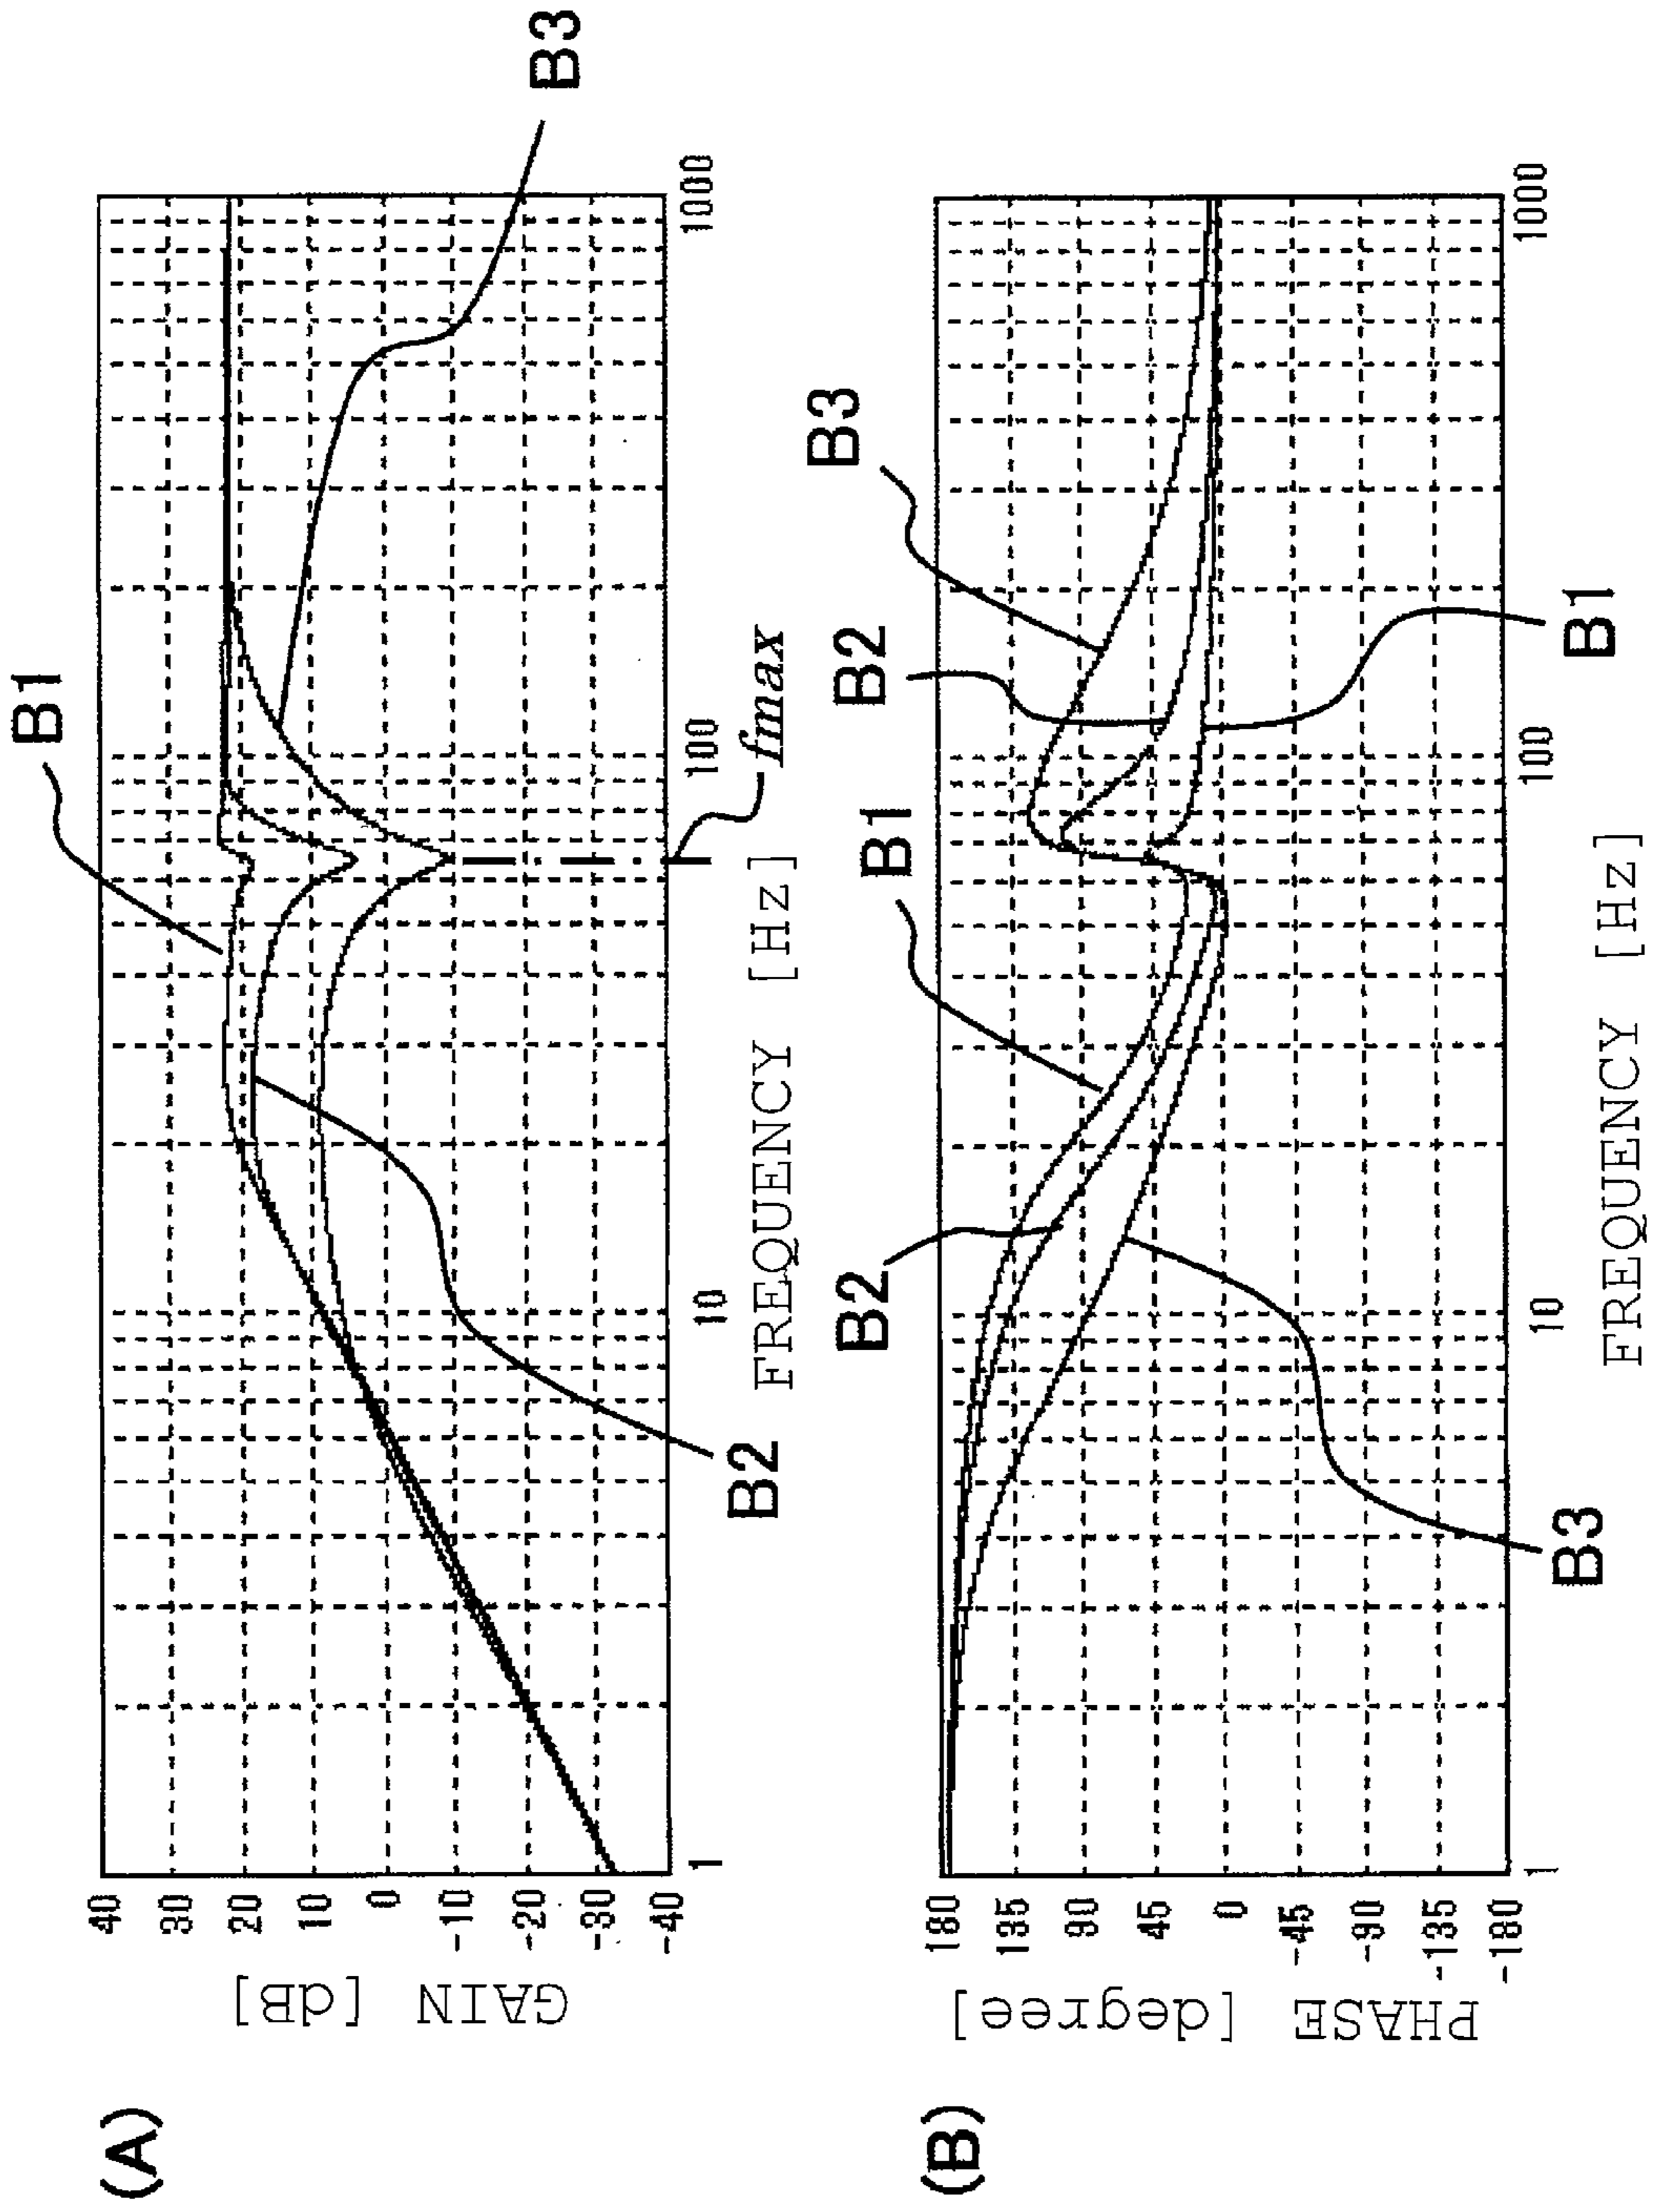 (A)
GAIN [dB]
40
30
20
10
0
-10
-20
-30
-40
1
10
100
1000
FREQUENCY [Hz]
B1
B2
B3
fmax
(B)
PHASE [degree]
180
135
90
45
0
-45
-90
-135
-180
1
10
100
1000
FREQUENCY [Hz]
B2
B1
B2
B3
B3
B1